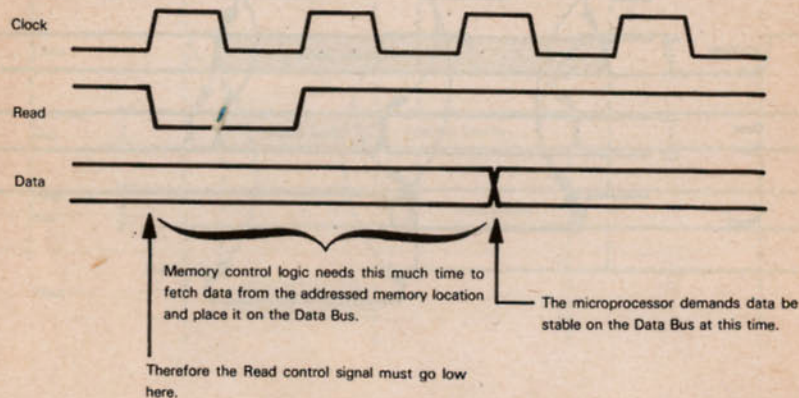 Clock
Read
Data
Memory control logic needs this much time to
fetch data from the addressed memory location
and place it on the Data Bus.
The microprocessor demands data be
stable on the Data Bus at this time.
Therefore the Read control signal must go low
here.